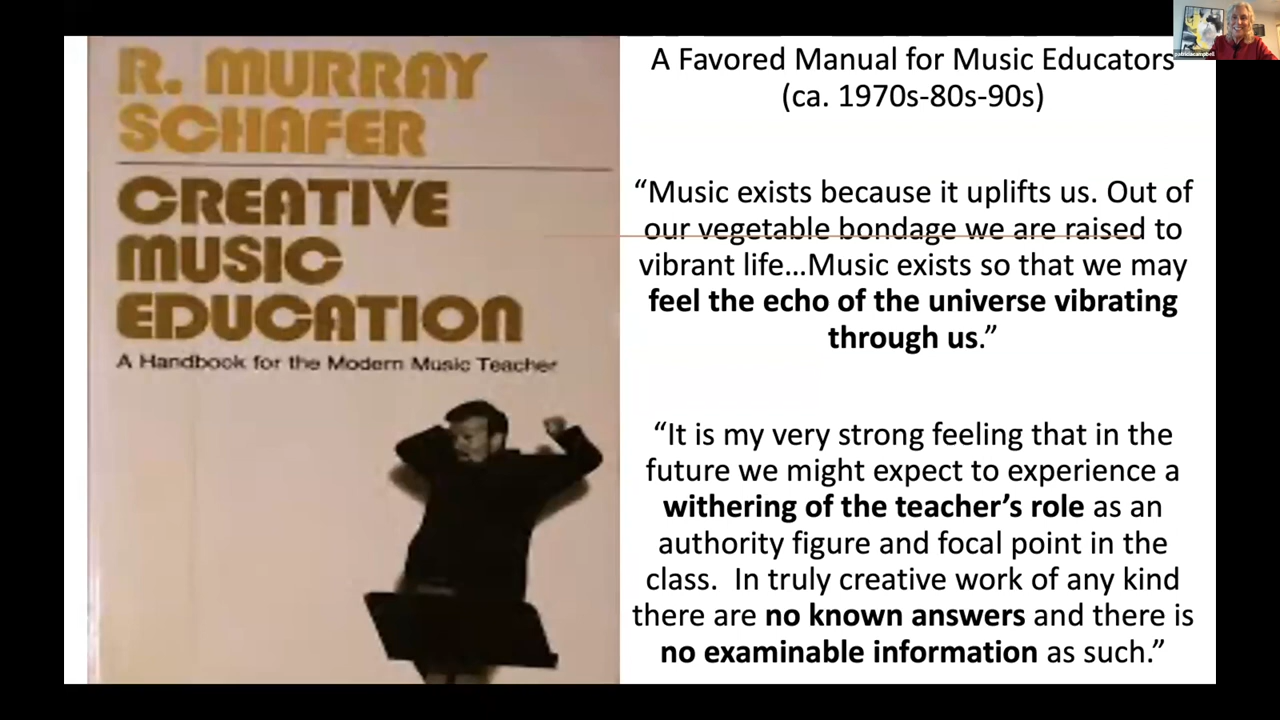 R. MURRAY
SCHAFER
CREATIVE
MUSIC
EDUCATION
A Handbook for the Modern Music Teacher
A Favored Manual for Music Educators
(ca. 1970s-80s-90s)
“Music exists because it uplifts us. Out of
our vegetable bondage we are raised to
vibrant life…Music exists so that we may
feel the echo of the universe vibrating
through us.”
“It is my very strong feeling that in the
future we might expect to experience a
withering of the teacher’s role as an
authority figure and focal point in the
class.  In truly creative work of any kind
there are no known answers and there is
no examinable information as such.”
patriciacampbell